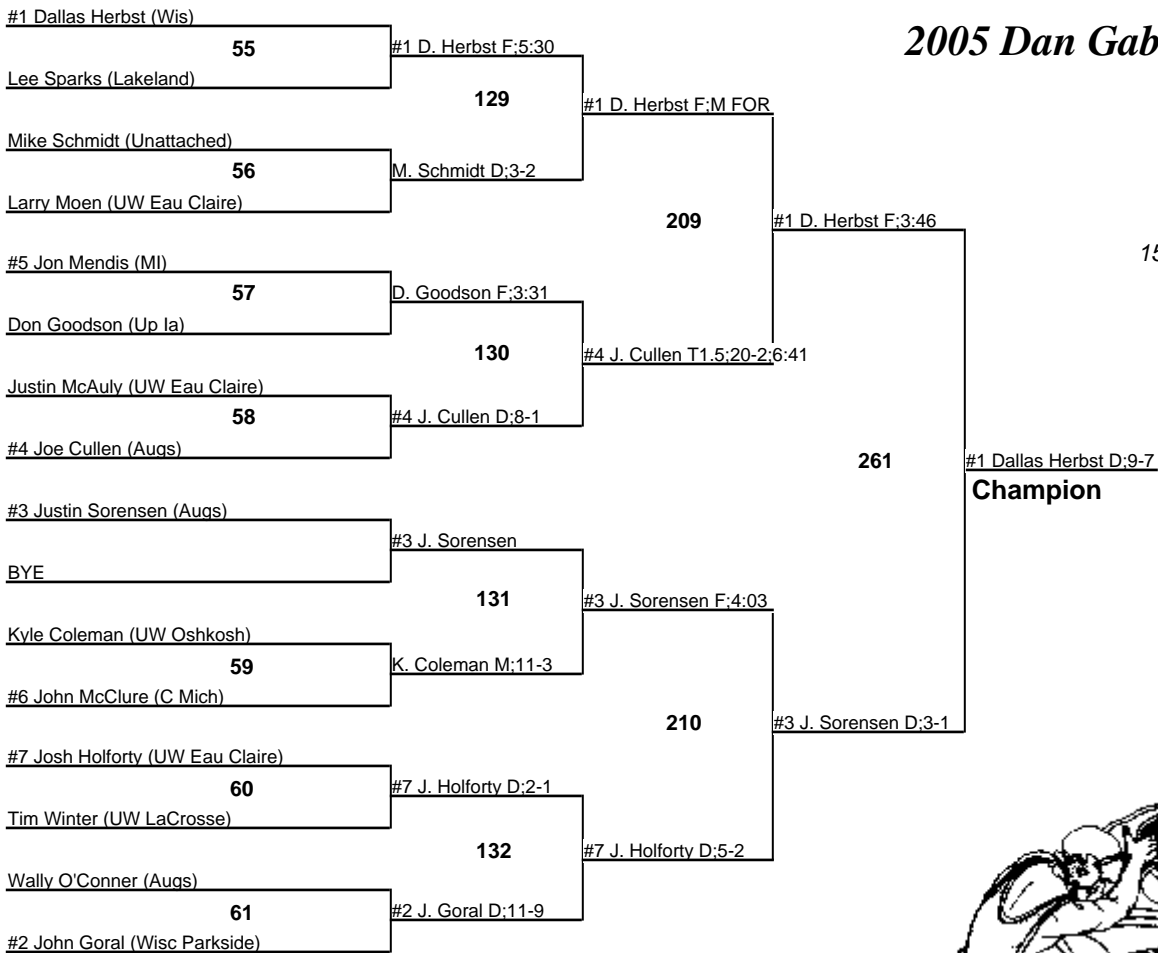 #1 Dallas Herbst (Wis)
2005 Dan Gab
55
#1 D. Herbst F;5:30
Lee Sparks (Lakeland)
129
#1 D. Herbst F;M FOR
Mike Schmidt (Unattached)
56
M. Schmidt D;3-2
Larry Moen (UW Eau Claire)
209
#1 D. Herbst F;3:46
15
#5 Jon Mendis (MI)
57
D. Goodson F;3:31
Don Goodson (Up Ia)
130
#4 J. Cullen T1.5;20-2;6:41
Justin McAuly (UW Eau Claire)
58
#4 J. Cullen D;8-1
#4 Joe Cullen (Augs)
261
#1 Dallas Herbst D;9-7
Champion
#3 Justin Sorensen (Augs)
#3 J. Sorensen
BYE
131
#3 J. Sorensen F;4:03
Kyle Coleman (UW Oshkosh)
59
K. Coleman M;11-3
#6 John McClure (C Mich)
210
#3 J. Sorensen D;3-1
#7 Josh Holforty (UW Eau Claire)
60
#7 J. Holforty D;2-1
Tim Winter (UW LaCrosse)
132
#7 J. Holforty D;5-2
Wally O'Conner (Augs)
61
#2 J. Goral D;11-9
#2 John Goral (Wisc Parkside)